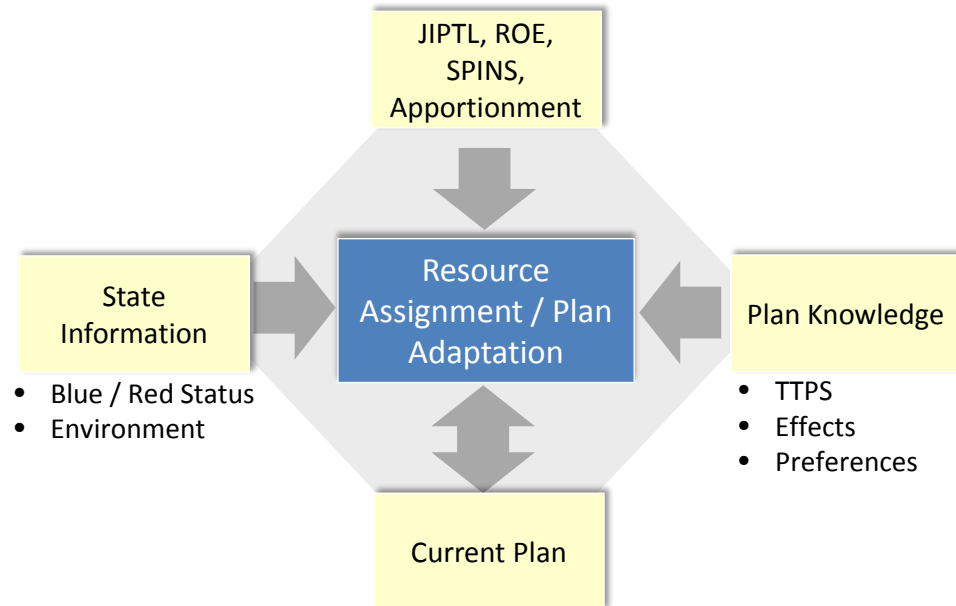 JIPTL, ROE,
SPINS,
Apportionment
State
Information
• Blue / Red Status
• Environment
Resource
Assignment / Plan
Adaptation
Plan Knowledge
• TTPS
• Effects
• Preferences
Current Plan